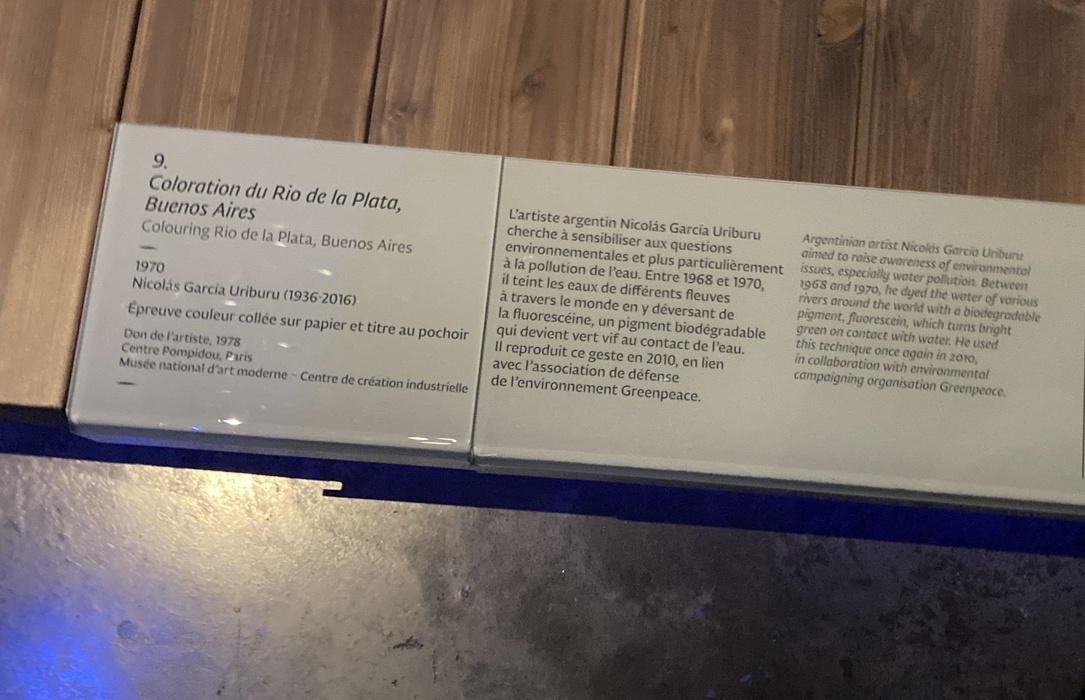 9.
Coloration du Rio de la Plata,
Buenos Aires
Colouring Rio de la Plata, Buenos Aires
1970
Nicolás García Uriburu (1936-2016)
Épreuve couleur collée sur papier et titre au pochoir
Don de l'artiste, 1978
Centre Pompidou, Paris
Musée national d'art moderne - Centre de création industrielle
L'artiste argentin Nicolás García Uriburu
cherche à sensibiliser aux questions
environnementales et plus particulièrement
à la pollution de l'eau. Entre 1968 et 1970,
il teint les eaux de différents fleuves
à travers le monde en y déversant de
la fluorescéine, un pigment biodégradable
qui devient vert vif au contact de l'eau.
Il reproduit ce geste en 2010, en lien
avec l'association de défense
de l'environnement Greenpeace.
Argentinian artist Nicolás García Uriburu
aimed to raise awareness of environmental
issues, especially water pollution. Between
1968 and 1970, he dyed the water of various
rivers around the world with a biodegradable
pigment, fluorescein, which turns bright
green on contact with water. He used
this technique once again in 2010,
in collaboration with environmental
campaigning organisation Greenpeace.